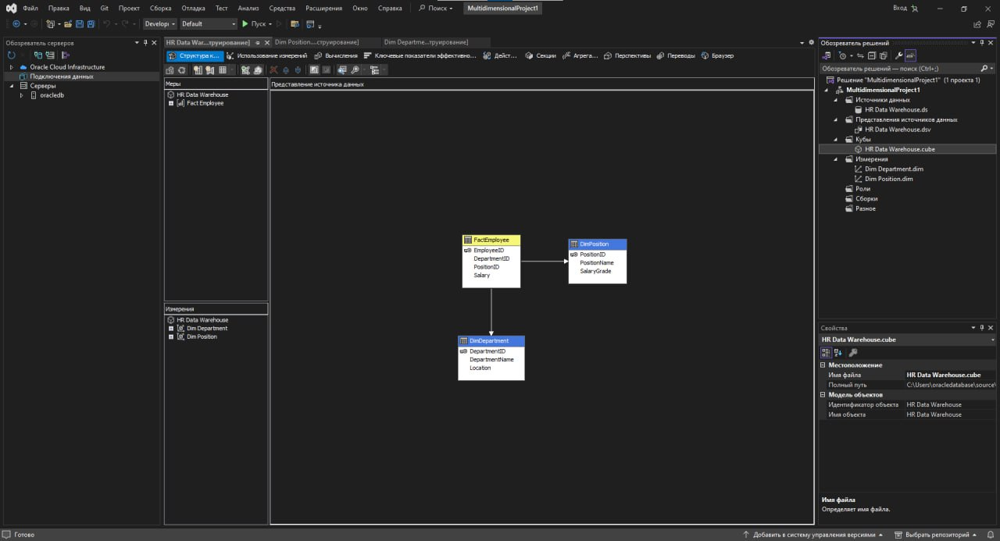 Файл Правка Вид Git Проект Сборка Отладка Тест Анализ Средства Расширения Окно Справка Поиск MultidimensionalProject1 Вход
Develop Default Пуск
Обозреватель серверов
Oracle Cloud Infrastructure
Подключения данных
Серверы
oracledb
HR Data War...труирование] Dim Position....струирование] Dim Departme...труирование]
Структура к... Использование измерений Вычисления Ключевые показатели эффективно... Дейст... Секции Агрега... Перспективы Переводы Браузер
Меры
HR Data Warehouse
Fact Employee
Измерения
HR Data Warehouse
Dim Department
Dim Position
Представление источника данных
FactEmployee
EmployeeID
DepartmentID
PositionID
Salary
DimPosition
PositionID
PositionName
SalaryGrade
DimDepartment
DepartmentID
DepartmentName
Location
Обозреватель решений
Обозреватель решений — поиск (Ctrl+;)
Решение "MultidimensionalProject1" (1 проекта 1)
MultidimensionalProject1
Источники данных
HR Data Warehouse.ds
Представления источников данных
HR Data Warehouse.dsv
Кубы
HR Data Warehouse.cube
Измерения
Dim Department.dim
Dim Position.dim
Роли
Сборки
Разное
Свойства
HR Data Warehouse.cube
Местоположение
Имя файла HR Data Warehouse.cube
Полный путь C:\Users\oracledatabase\source\
Модель объектов
Идентификатор объекта HR Data Warehouse
Имя объекта HR Data Warehouse
Имя файла
Определяет имя файла.
Готово Добавить в систему управления версиями Выбрать репозиторий